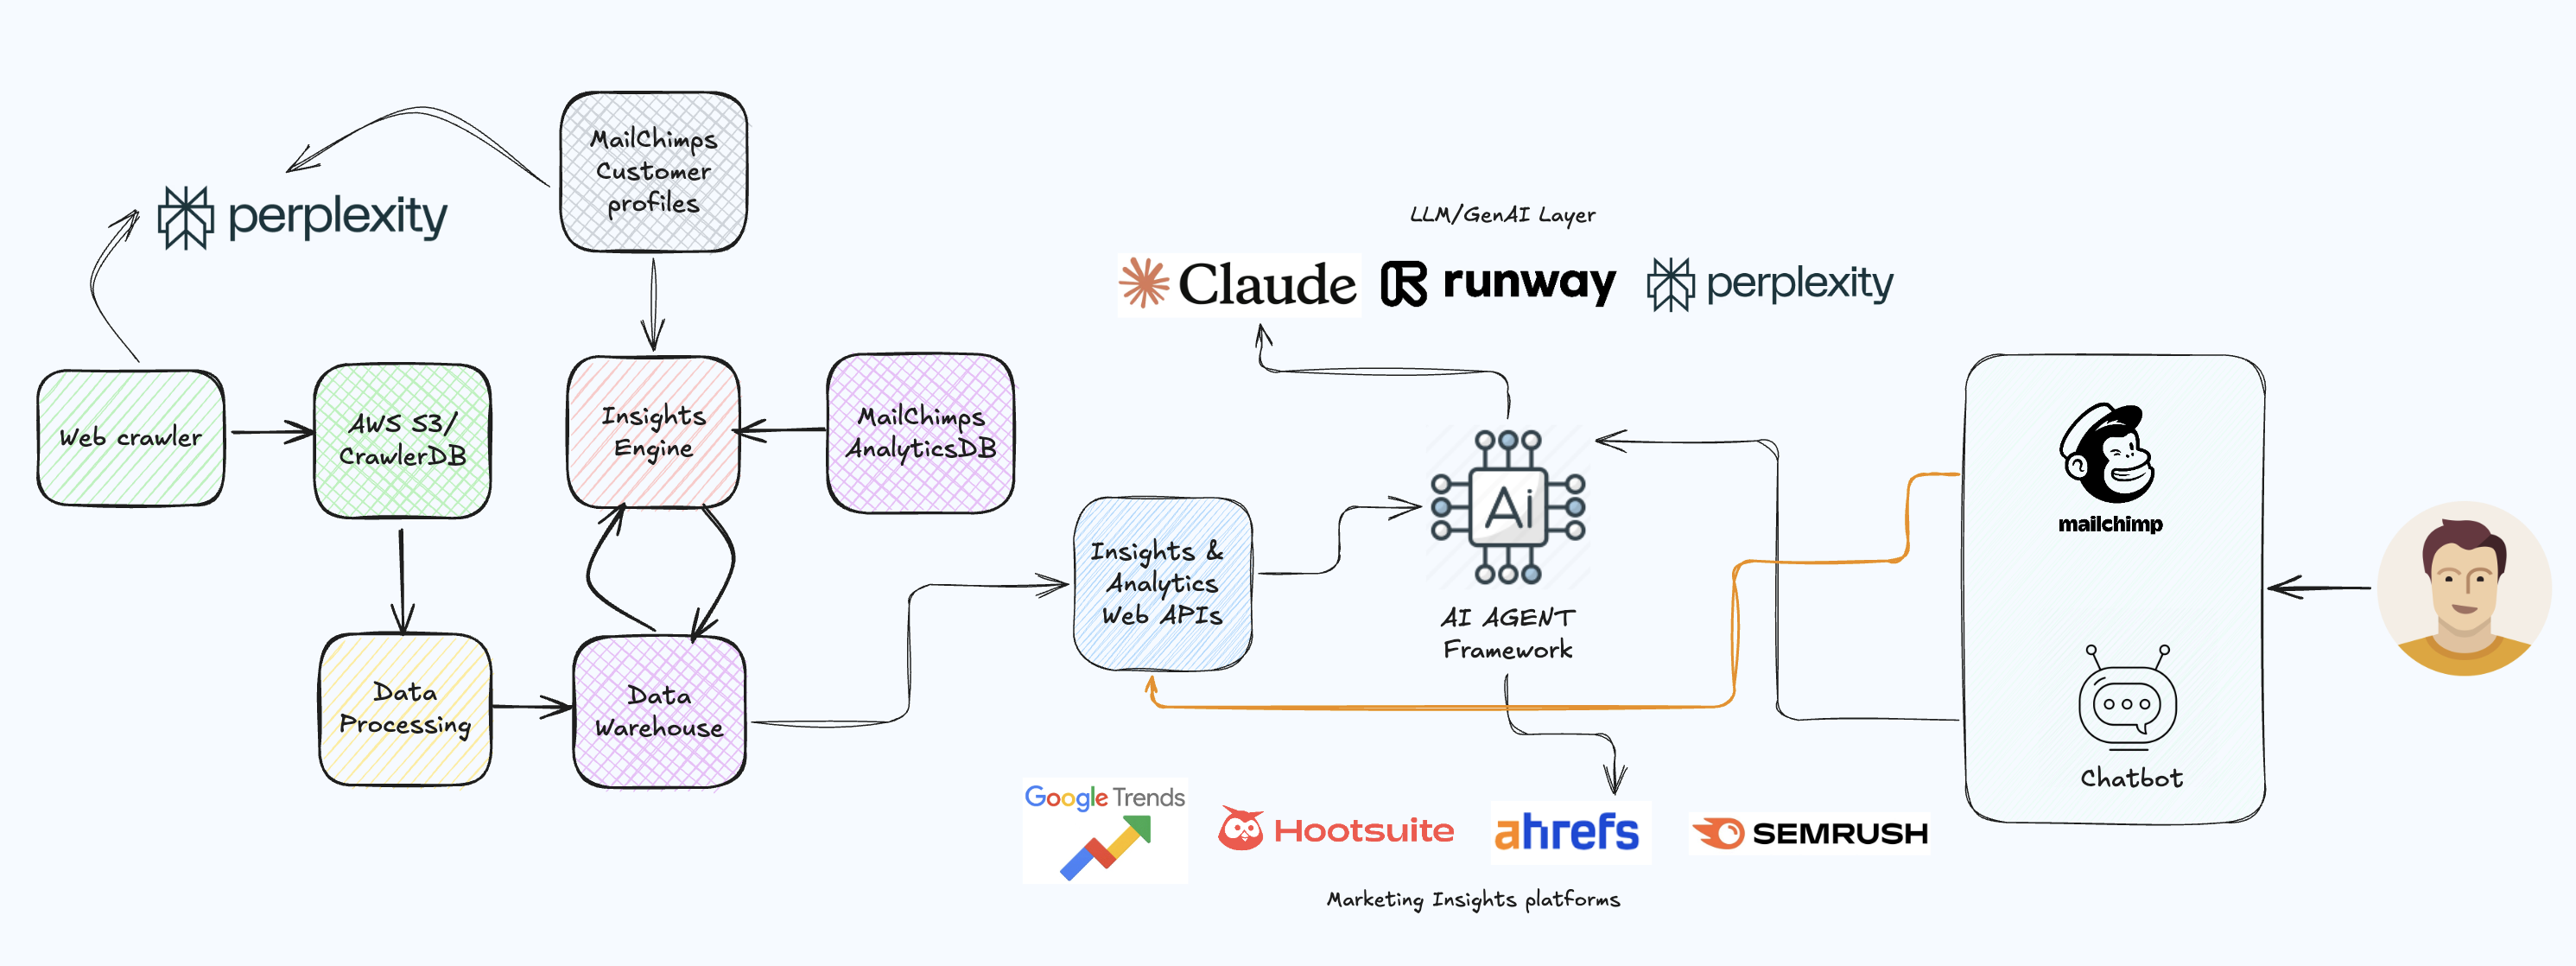 MailChimps
Customer
profiles
perplexity
LLM/GenAI Layer
Claude
runway
perplexity
Web crawler
AWS S3/
CrawlerDB
Insights
Engine
MailChimps
AnalyticsDB
mailchimp
Ai
Insights &
Analytics
Web APIs
AI AGENT
Framework
Data
Processing
Data
Warehouse
Chatbot
Google Trends
Hootsuite
ahrefs
SEMRUSH
Marketing Insights platforms